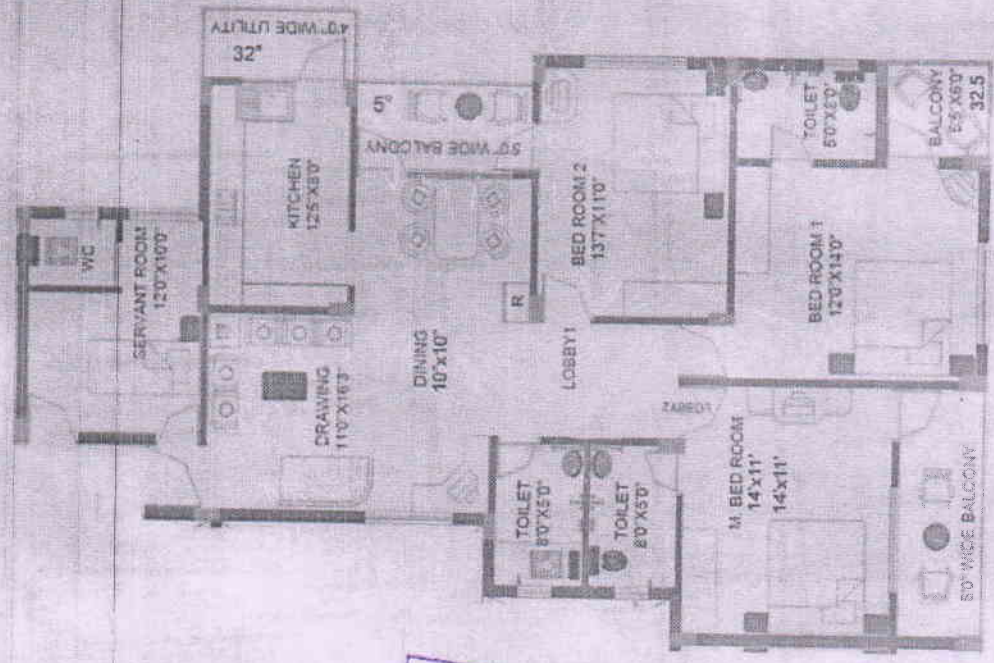 4'0" WIDE UTILITY
32"
WC
SERVANT ROOM
12'0"X10'0"
KITCHEN
12'5"X8'0"
5'
5'0" WIDE BALCONY
DRAWING
11'0"X16'3"
DINING
10"x10"
R
LOBBY1
BED ROOM 2
13'7"X11'0"
TOILET
5'0"X8'0"
BALCONY
5'5"X6'0"
32.5
BED ROOM 1
12'0"X14'0"
LOBBY2
TOILET
8'0"X5'0"
TOILET
8'0"X5'0"
M. BED ROOM
14'x11'
14'x11'
5'0" WIDE BALCONY